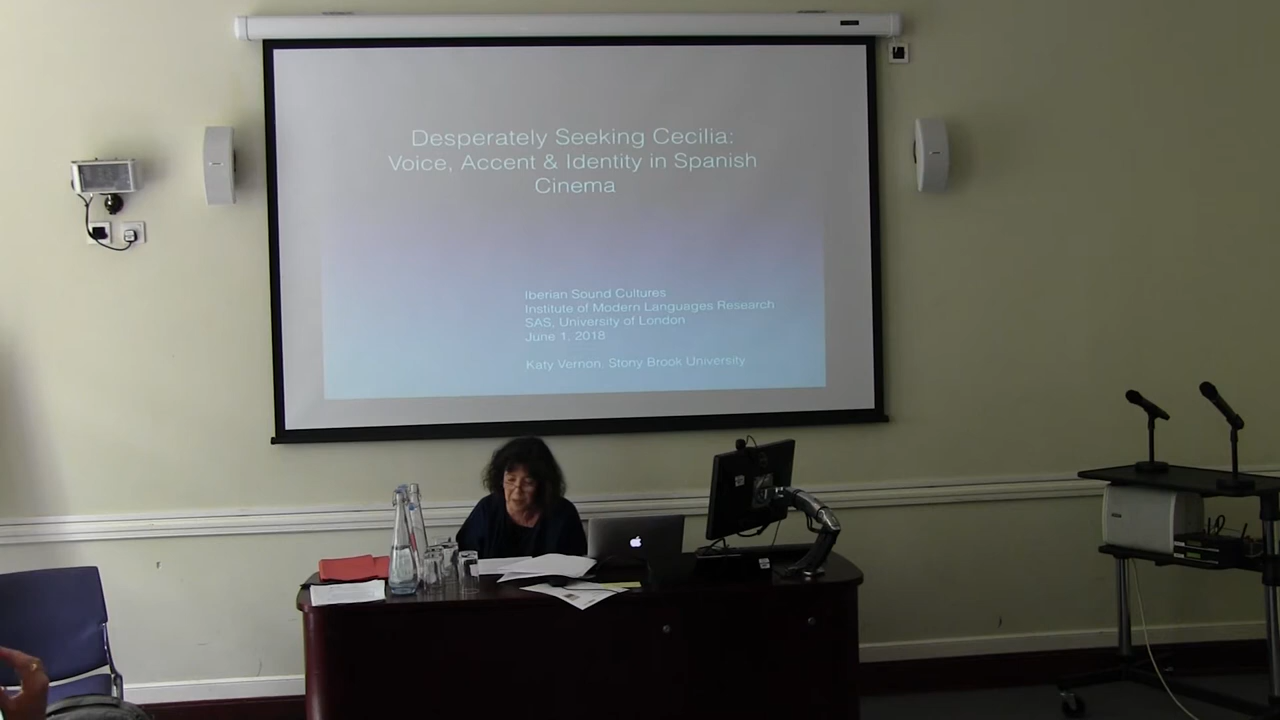 Desperately Seeking Cecilia:
Voice, Accent & Identity in Spanish
Cinema
Iberian Sound Cultures
Institute of Modern Languages Research
SAS, University of London
June 1, 2018
Katy Vernon. Stony Brook University